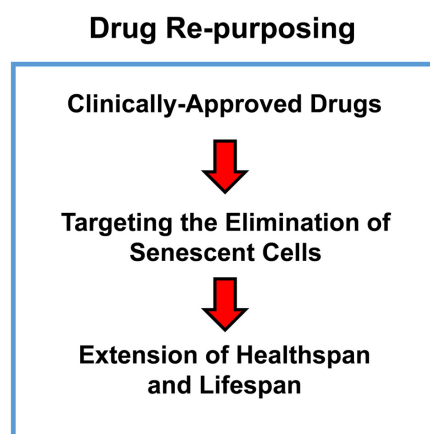 Drug Re-purposing
Clinically-Approved Drugs
Targeting the Elimination of
Senescent Cells
Extension of Healthspan
and Lifespan